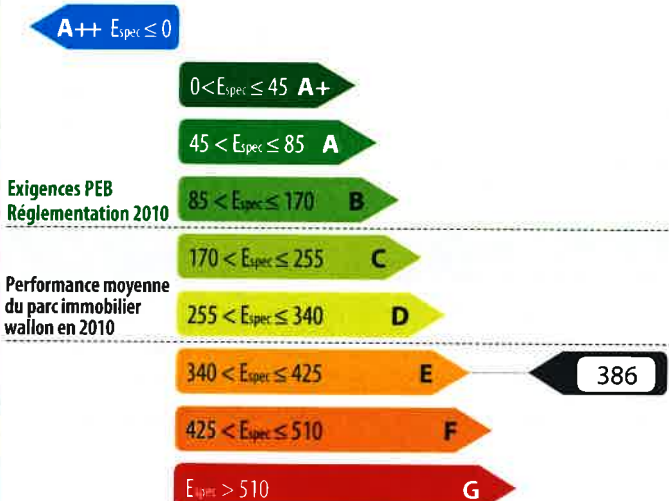 A++ Espec ≤ 0
0 < Espec ≤ 45 A+
45 < Espec ≤ 85 A
Exigences PEB
Réglementation 2010
85 < Espec ≤ 170 B
170 < Espec ≤ 255 C
Performance moyenne
du parc immobilier
wallon en 2010
255 < Espec ≤ 340 D
340 < Espec ≤ 425 E
386
425 < Espec ≤ 510 F
Espec > 510 G